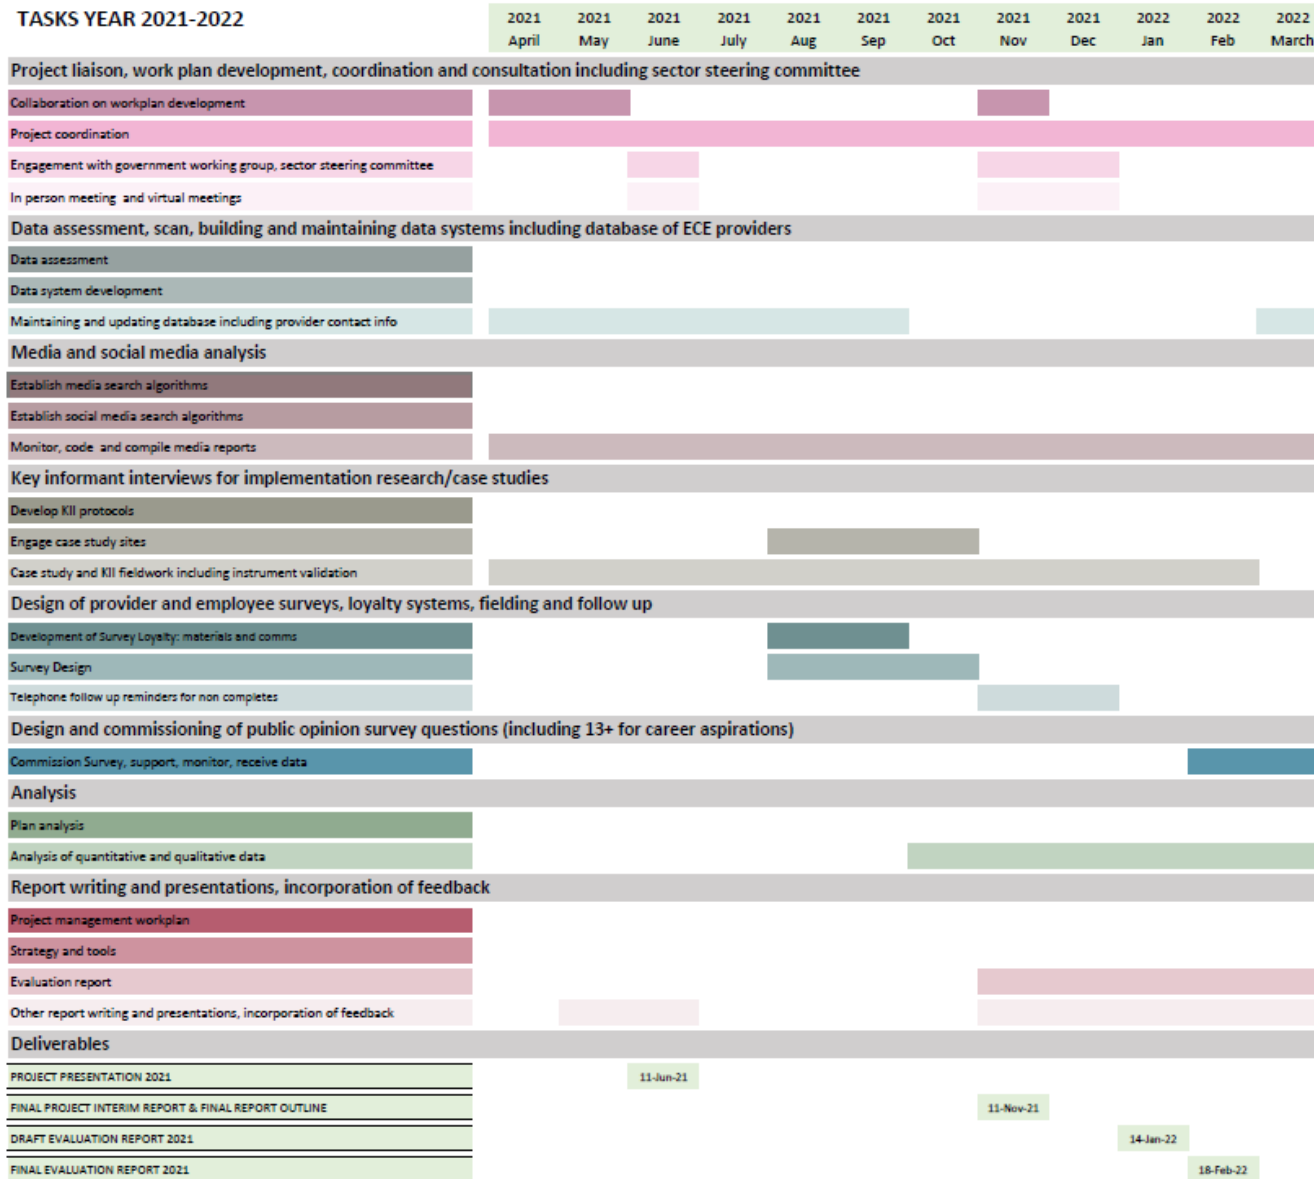 TASKS YEAR 2021-2022
2021 2021 2021 2021 2021 2021 2021 2021 2021 2022 2022 2022
April May June July Aug Sep Oct Nov Dec Jan Feb March
Project liaison, work plan development, coordination and consultation including sector steering committee
Collaboration on workplan development
Project coordination
Engagement with government working group, sector steering committee
In person meeting and virtual meetings
Data assessment, scan, building and maintaining data systems including database of ECE providers
Data assessment
Data system development
Maintaining and updating database including provider contact info
Media and social media analysis
Establish media search algorithms
Establish social media search algorithms
Monitor, code and compile media reports
Key informant interviews for implementation research/case studies
Develop KII protocols
Engage case study sites
Case study and KII fieldwork including instrument validation
Design of provider and employee surveys, loyalty systems, fielding and follow up
Development of Survey Loyalty: materials and comms
Survey Design
Telephone follow up reminders for non completes
Design and commissioning of public opinion survey questions (including 13+ for career aspirations)
Commission Survey, support, monitor, receive data
Analysis
Plan analysis
Analysis of quantitative and qualitative data
Report writing and presentations, incorporation of feedback
Project management workplan
Strategy and tools
Evaluation report
Other report writing and presentations, incorporation of feedback
Deliverables
PROJECT PRESENTATION 2021 11-Jun-21
FINAL PROJECT INTERIM REPORT & FINAL REPORT OUTLINE 11-Nov-21
DRAFT EVALUATION REPORT 2021 14-Jan-22
FINAL EVALUATION REPORT 2021 18-Feb-22